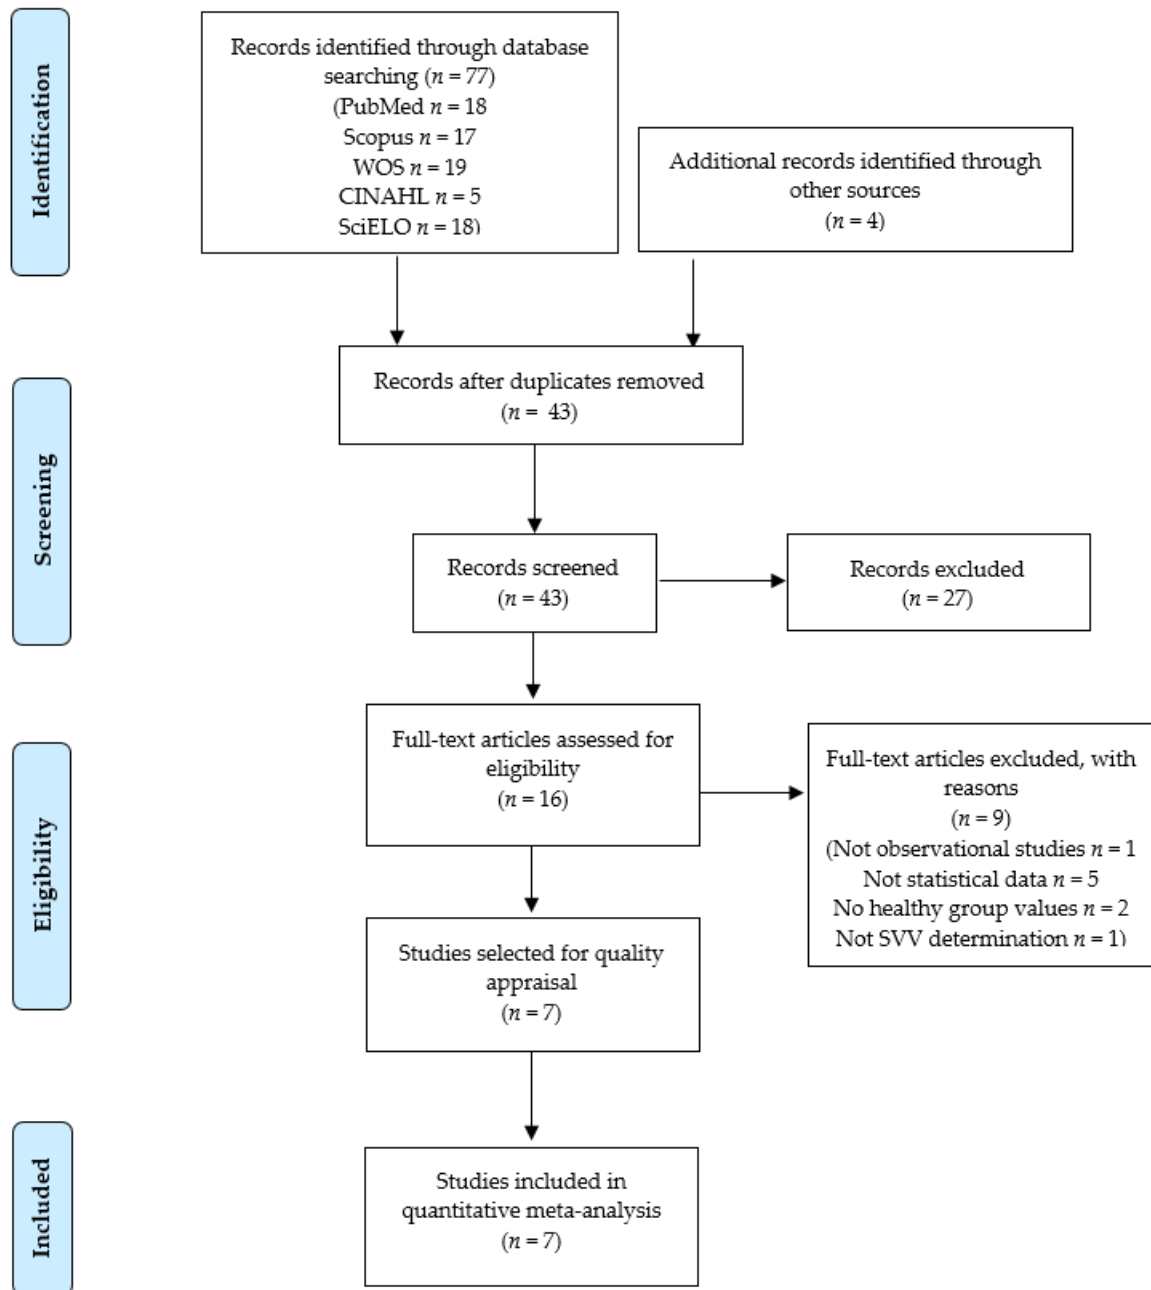 Identification
Records identified through database
searching (n = 77)
(PubMed n = 18
Scopus n = 17
WOS n = 19
CINAHL n = 5
SciELO n = 18)
Additional records identified through
other sources
(n = 4)
Screening
Records after duplicates removed
(n = 43)
Records screened
(n = 43)
Records excluded
(n = 27)
Eligibility
Full-text articles assessed for
eligibility
(n = 16)
Full-text articles excluded, with
reasons
(n = 9)
(Not observational studies n = 1
Not statistical data n = 5
No healthy group values n = 2
Not SVV determination n = 1)
Studies selected for quality
appraisal
(n = 7)
Included
Studies included in
quantitative meta-analysis
(n = 7)